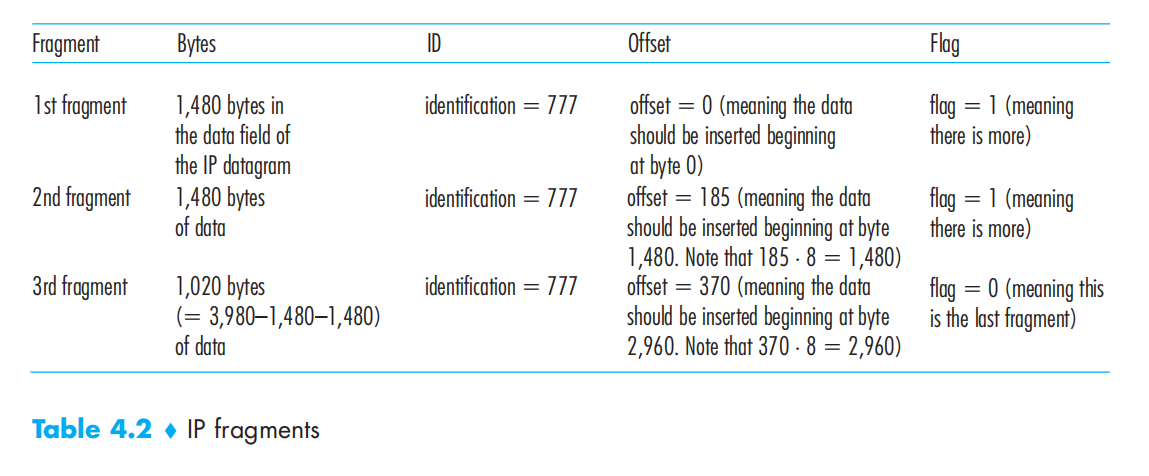 Fragment Bytes ID Offset Flag
1st fragment 1,480 bytes in identification = 777 offset = 0 (meaning the data flag = 1 (meaning
the data field of should be inserted beginning there is more)
the IP datagram at byte 0)
2nd fragment 1,480 bytes identification = 777 offset = 185 (meaning the data flag = 1 (meaning
of data should be inserted beginning at byte there is more)
1,480. Note that 185 · 8 = 1,480)
3rd fragment 1,020 bytes identification = 777 offset = 370 (meaning the data flag = 0 (meaning this
(= 3,980–1,480–1,480) should be inserted beginning at byte is the last fragment)
of data 2,960. Note that 370 · 8 = 2,960)
Table 4.2 ♦ IP fragments